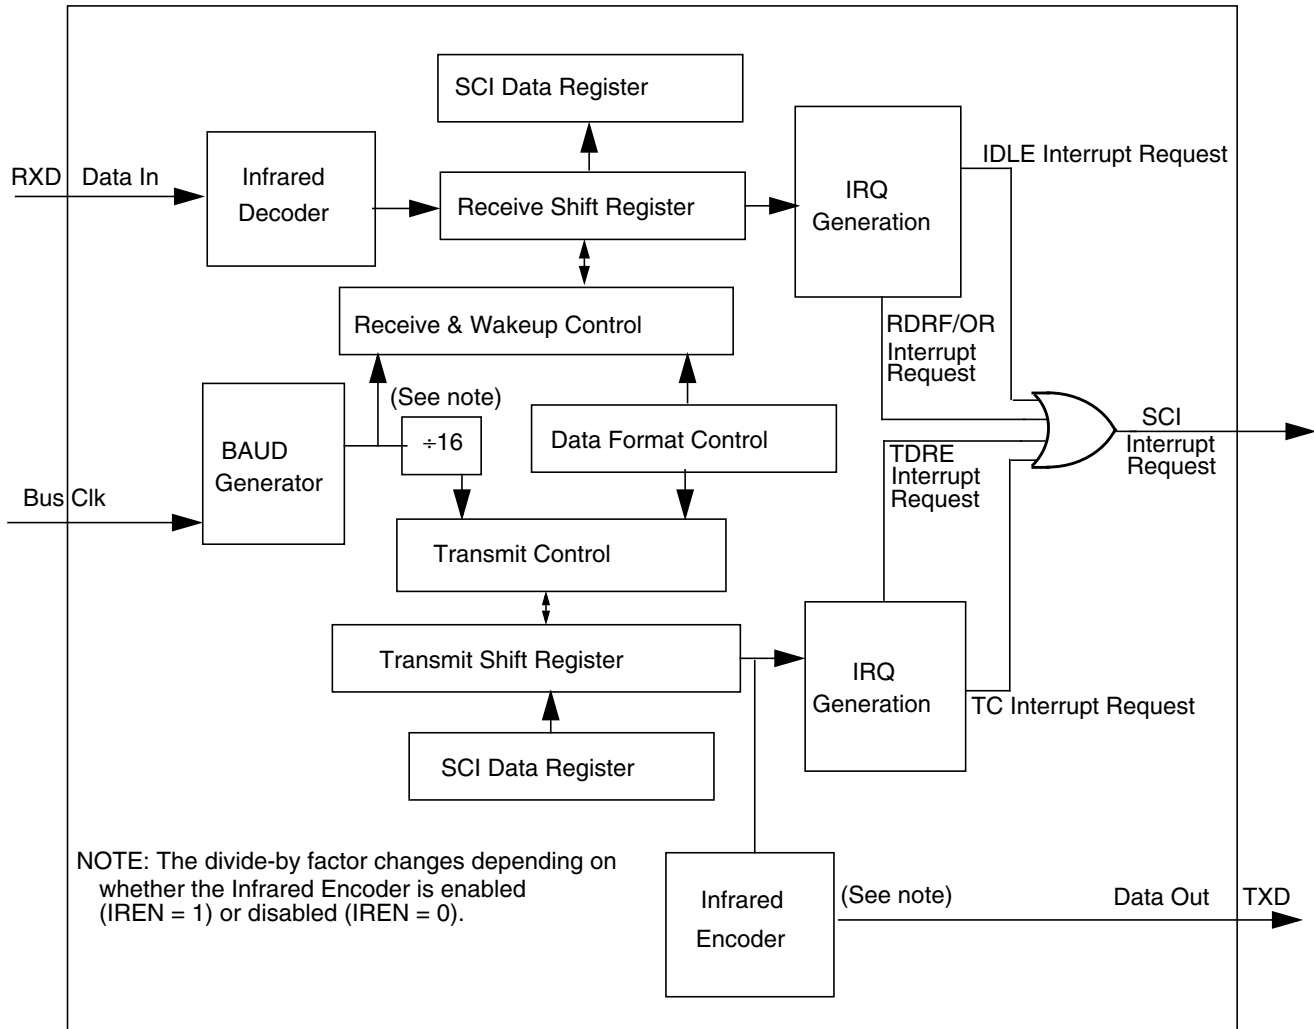 SCI Data Register
RXD
Data In
Infrared
Decoder
Receive Shift Register
IRQ
Generation
IDLE Interrupt Request
Receive & Wakeup Control
RDRF/OR
Interrupt
Request
(See note)
÷16
Data Format Control
BAUD
Generator
Bus Clk
TDRE
Interrupt
Request
SCI
Interrupt
Request
Transmit Control
Transmit Shift Register
IRQ
Generation
TC Interrupt Request
SCI Data Register
NOTE: The divide-by factor changes depending on
whether the Infrared Encoder is enabled
(IREN = 1) or disabled (IREN = 0).
Infrared
Encoder
(See note)
Data Out
TXD